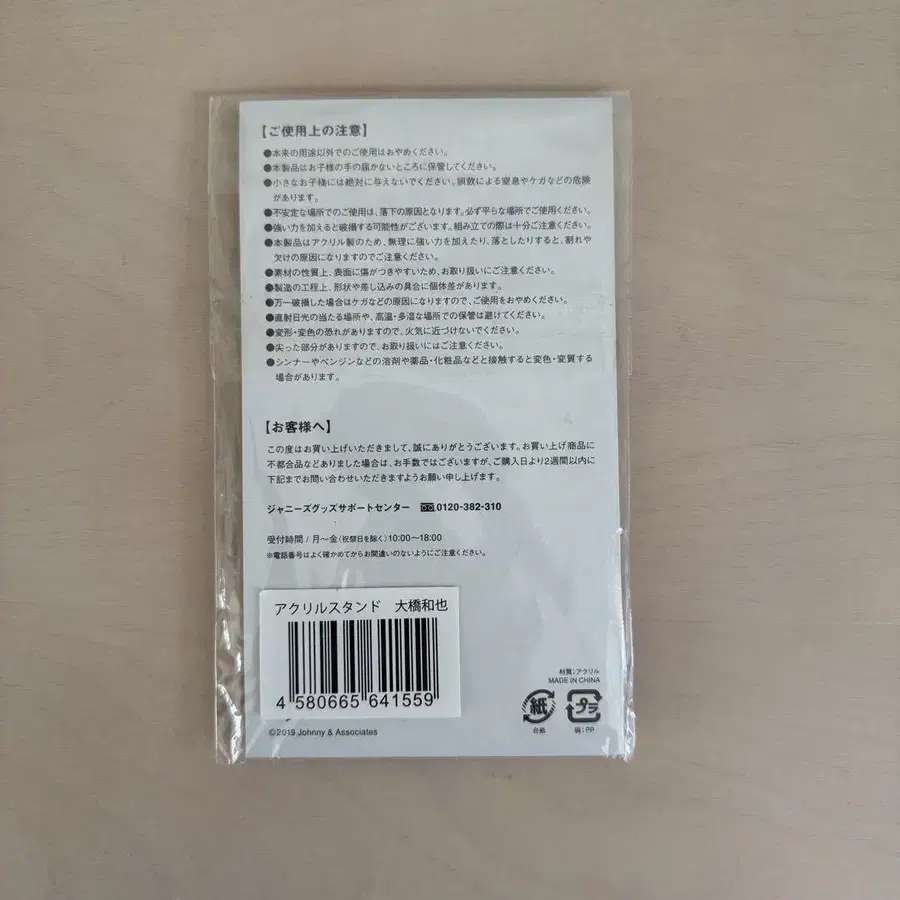 【ご使用上の注意】
●本来の用途以外でのご使用はおやめください。
●本製品はお子様の手の届かないところに保管してください。
●小さなお子様には絶対に与えないでください。誤飲による窒息やケガなどの危険
があります。
●不安定な場所でのご使用は、落下の原因となります。必ず平らな場所でご使用ください。
●強い力を加えると破損する可能性がございます。組み立ての際は十分ご注意ください。
●本製品はアクリル製のため、無理に強い力を加えたり、落としたりすると、割れや
欠けの原因になりますのでご注意ください。
●素材の性質上、表面に傷がつきやすいため、お取り扱いにご注意ください。
●製造の工程上、形状や差し込みの具合に個体差があります。
●万一破損した場合はケガなどの原因になりますので、ご使用をおやめください。
●直射日光の当たる場所や、高温・多湿な場所での保管は避けてください。
●変形・変色の恐れがありますので、火気に近づけないでください。
●尖った部分がありますので、お取り扱いにはご注意ください。
●シンナーやベンジンなどの溶剤や薬品・化粧品などと接触すると変色・変質する
場合があります。
【お客様へ】
この度はお買い上げいただきまして、誠にありがとうございます。お買い上げ商品に
不都合品などありました場合は、お手数ではございますが、ご購入日より2週間以内に
下記までお問い合わせいただきますようお願い申し上げます。
ジャニーズグッズサポートセンター 0120-382-310
受付時間 / 月〜金(祝祭日を除く)10:00〜18:00
※電話番号はよく確かめてからお間違いのないようにご注意ください。
アクリルスタンド 大橋和也
4 580665 641559
©2019 Johnny & Associates
材質:アクリル
MADE IN CHINA
紙
台紙
プラ
袋:PP